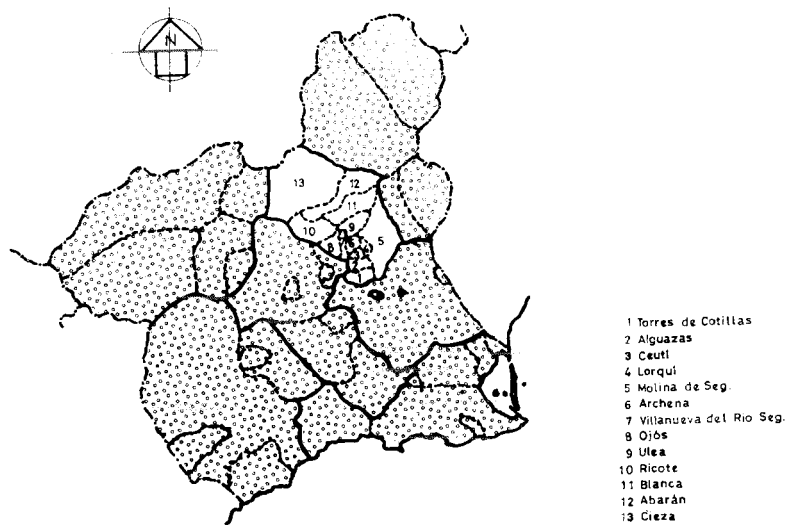 N
13
12
11
10
9
5
8
1 Torres de Cotillas
2 Alguazas
3 Ceutí
4 Lorquí
5 Molina de Seg.
6 Archena
7 Villanueva del Rio Seg.
8 Ojós
9 Ulea
10 Ricote
11 Blanca
12 Abarán
13 Cieza